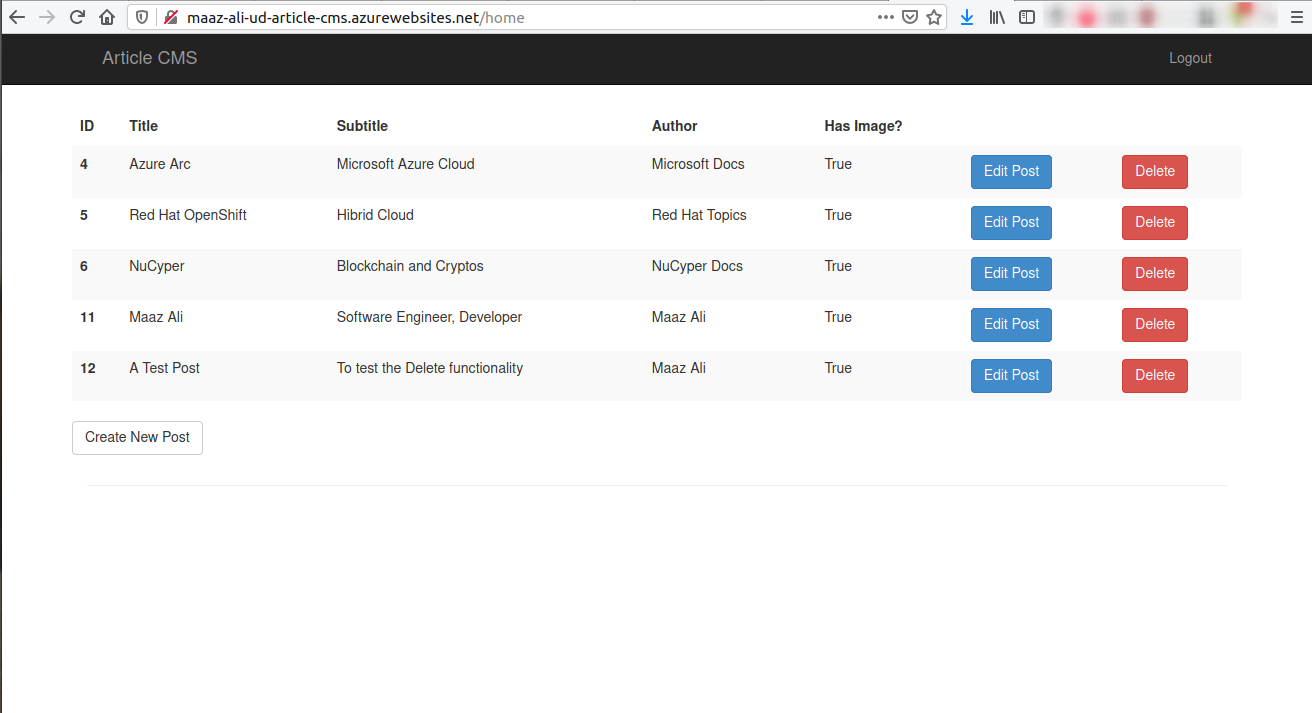 maaz-ali-ud-article-cms.azurewebsites.net/home
Article CMS Logout
ID Title Subtitle Author Has Image?
4 Azure Arc Microsoft Azure Cloud Microsoft Docs True Edit Post Delete
5 Red Hat OpenShift Hibrid Cloud Red Hat Topics True Edit Post Delete
6 NuCyper Blockchain and Cryptos NuCyper Docs True Edit Post Delete
11 Maaz Ali Software Engineer, Developer Maaz Ali True Edit Post Delete
12 A Test Post To test the Delete functionality Maaz Ali True Edit Post Delete
Create New Post